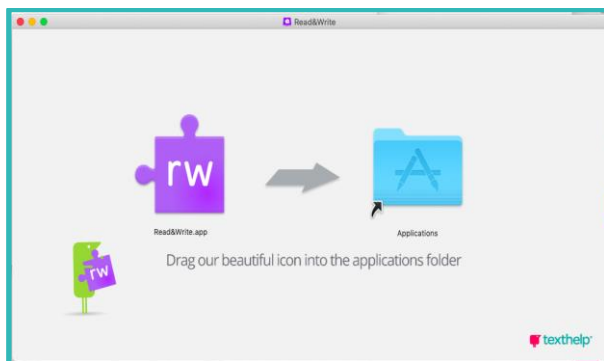 Read&Write
rw
Read&Write.app
Applications
rw
Drag our beautiful icon into the applications folder
texthelp